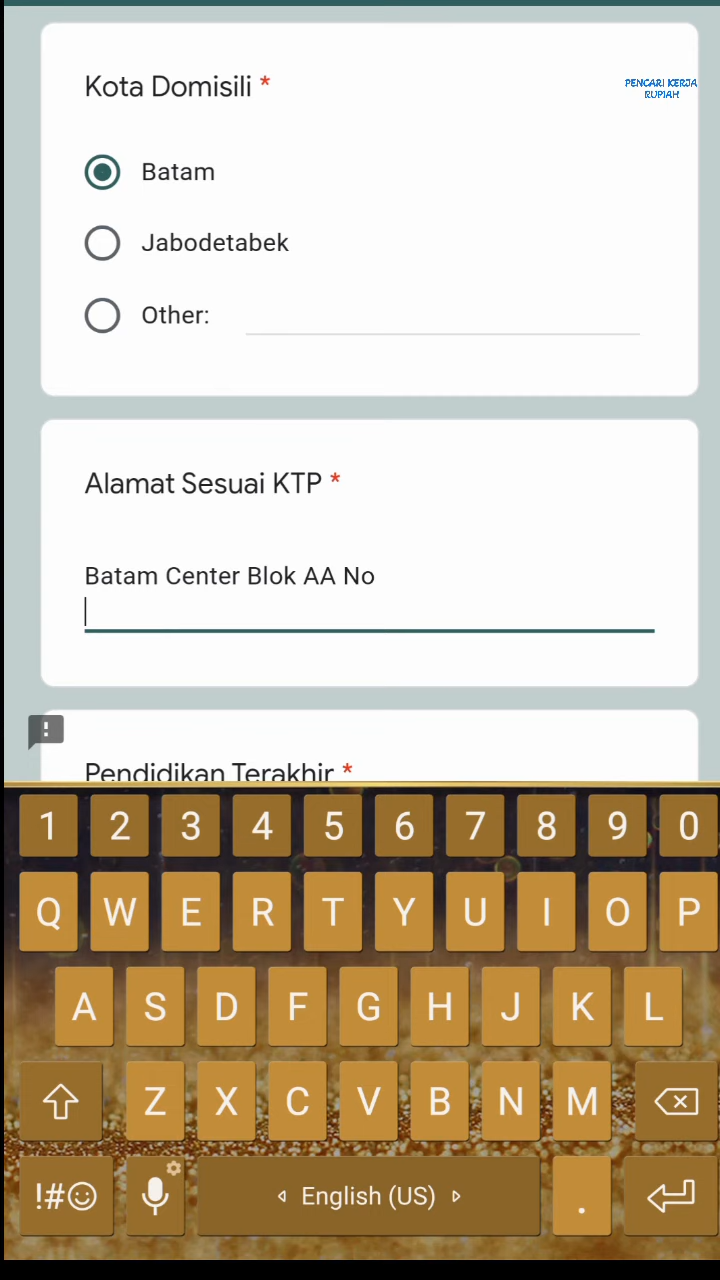 Kota Domisili *
PENCARI KERJA
RUPIAH
Batam
Jabodetabek
Other:
Alamat Sesuai KTP *
Batam Center Blok AA No
!
Pendidikan Terakhir *
1 2 3 4 5 6 7 8 9 0
Q W E R T Y U I O P
A S D F G H J K L
Z X C V B N M
!#☺ English (US) .